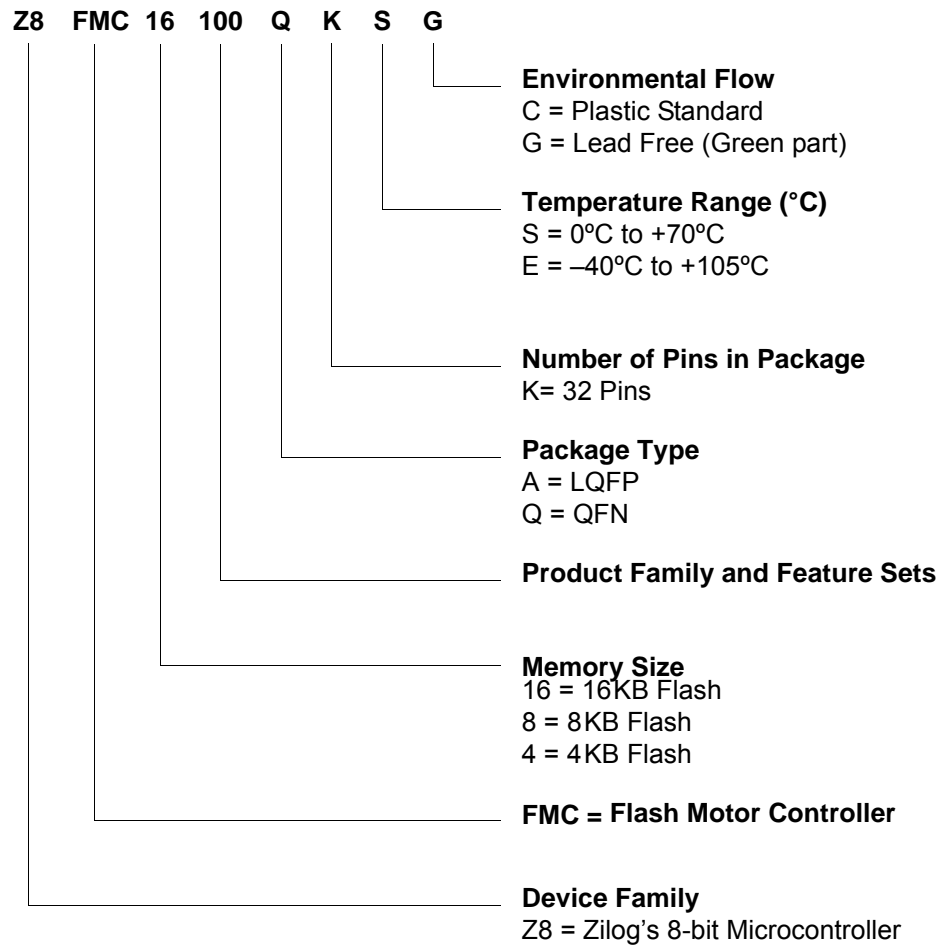 Z8 FMC 16 100 Q K S G
Environmental Flow
C = Plastic Standard
G = Lead Free (Green part)
Temperature Range (°C)
S = 0ºC to +70ºC
E = –40ºC to +105ºC
Number of Pins in Package
K= 32 Pins
Package Type
A = LQFP
Q = QFN
Product Family and Feature Sets
Memory Size
16 = 16KB Flash
8 = 8KB Flash
4 = 4KB Flash
FMC = Flash Motor Controller
Device Family
Z8 = Zilog's 8-bit Microcontroller